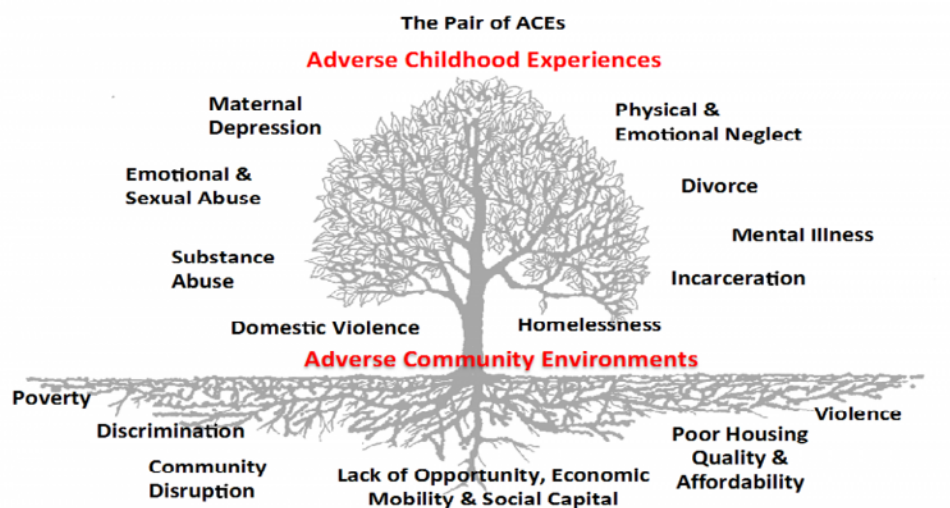 The Pair of ACEs
Adverse Childhood Experiences
Maternal
Depression
Physical &
Emotional Neglect
Emotional &
Sexual Abuse
Divorce
Mental Illness
Substance
Abuse
Incarceration
Domestic Violence
Homelessness
Adverse Community Environments
Poverty
Violence
Discrimination
Poor Housing
Quality &
Affordability
Community
Disruption
Lack of Opportunity, Economic
Mobility & Social Capital